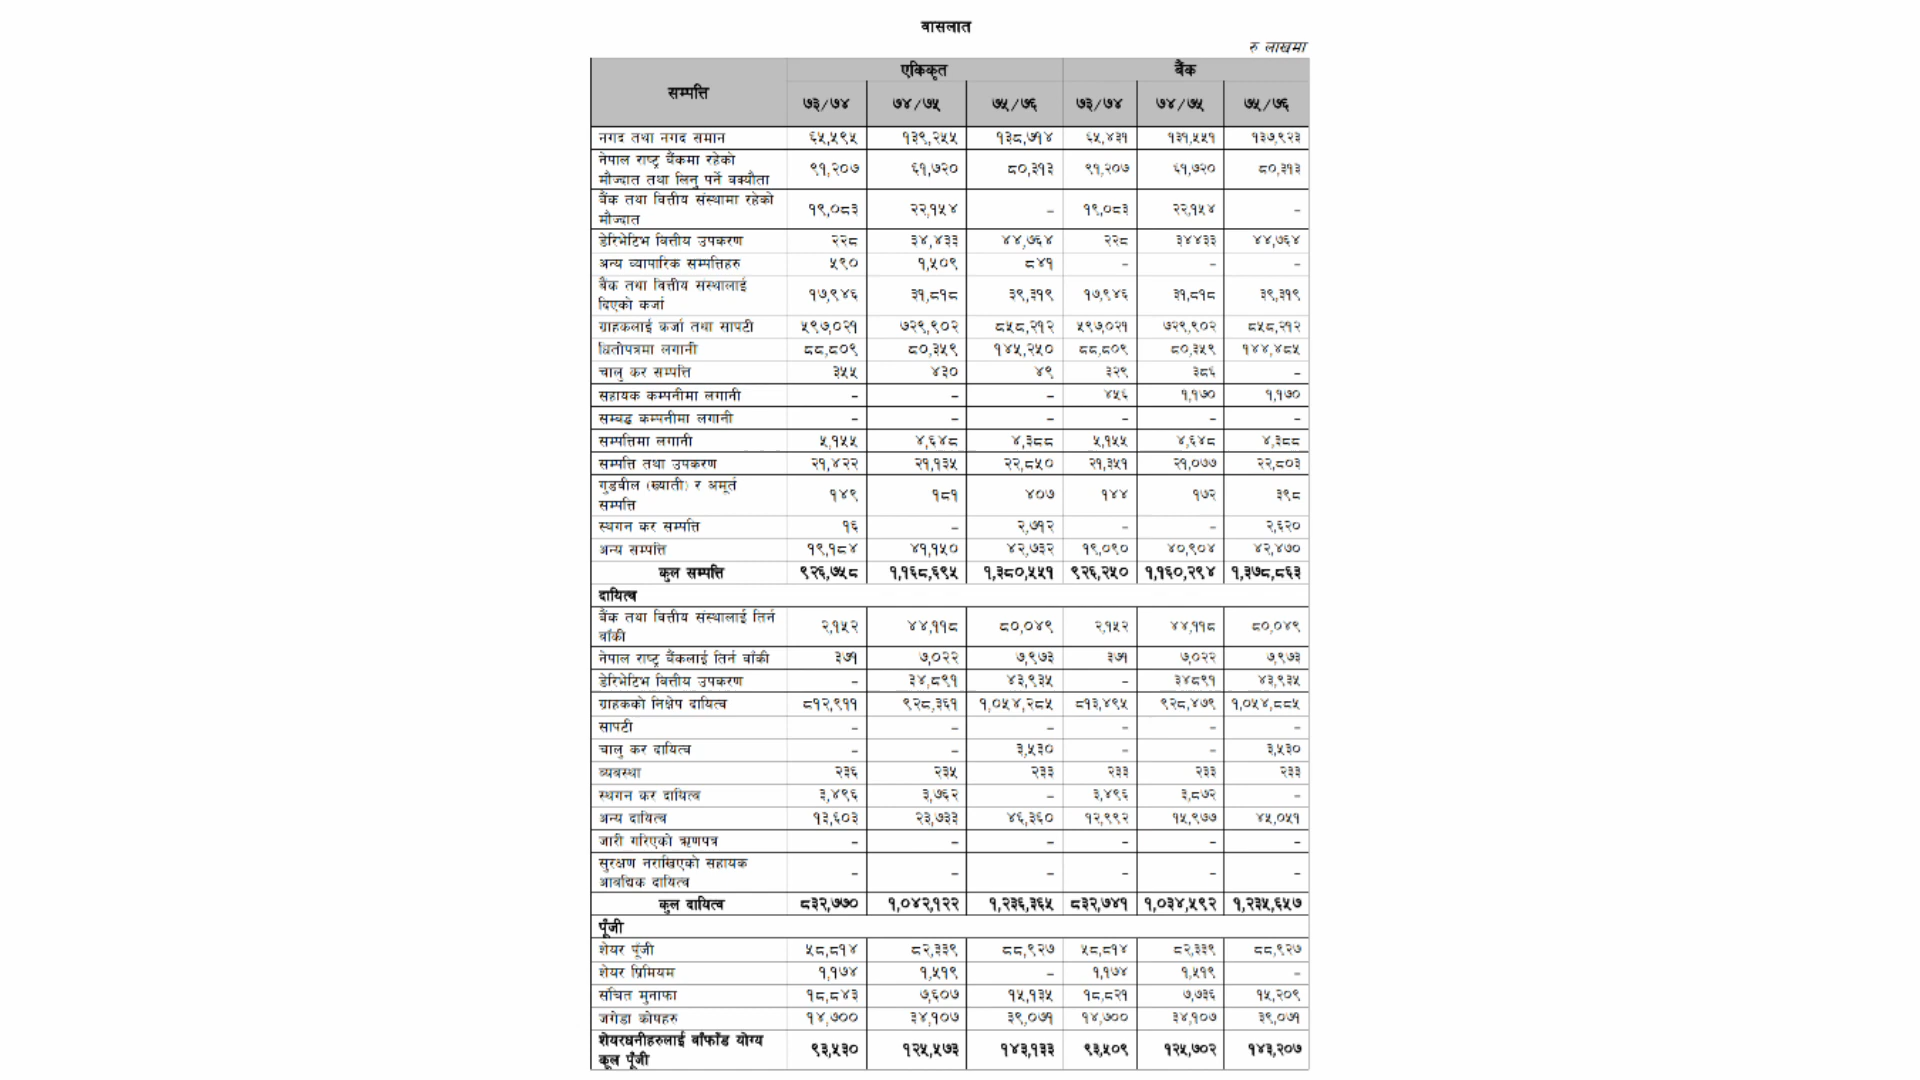 वासलात
रु लाखमा
सम्पत्ति एकिकृत बैंक
७३/७४ ७४/७५ ७५/७६ ७३/७४ ७४/७५ ७५/७६
नगद तथा नगद समान ६५,५९५ १३९,२५५ १३८,७१४ ६५,४३१ १३१,५५१ १३७,९२३
नेपाल राष्ट्र बैंकमा रहेको
मौज्दात तथा लिनु पर्ने वक्यौता ९१,२०७ ६१,७२० ८०,३१३ ९१,२०७ ६१,७२० ८०,३१३
बैंक तथा वित्तीय संस्थामा रहेको
मौज्दात १९,०८३ २२,१५४ – १९,०८३ २२,१५४ –
डेरिभेटिभ वित्तीय उपकरण २२८ ३४,४३३ ४४,७६४ २२८ ३४४३३ ४४,७६४
अन्य व्यापारिक सम्पत्तिहरु ५९० १,५०९ ८४१ – – –
बैंक तथा वित्तीय संस्थालाई
दिएको कर्जा १७,९४६ ३१,८१८ ३९,३१९ १७,९४६ ३१,८१८ ३९,३१९
ग्राहकलाई कर्जा तथा सापटी ५९७,०२१ ७२९,९०२ ८५८,२१२ ५९७,०२१ ७२९,९०२ ८५८,२१२
धितोपत्रमा लगानी ८८,८०९ ८०,३५९ १४५,२५० ८८,८०९ ८०,३५९ १४४,४८५
चालु कर सम्पत्ति ३५५ ४३० ४९ ३२९ ३८६ –
सहायक कम्पनीमा लगानी – – – ४५६ १,१७० १,१७०
सम्बद्ध कम्पनीमा लगानी – – – – – –
सम्पत्तिमा लगानी ५,१५५ ४,६४८ ४,३८८ ५,१५५ ४,६४८ ४,३८८
सम्पत्ति तथा उपकरण २१,४२२ २१,१३५ २२,८५० २१,३५१ २१,०७७ २२,८०३
गुडवील (ख्याती) र अमूर्त
सम्पत्ति १४९ १८१ ४०७ १४४ १७२ ३९८
स्थगन कर सम्पत्ति १६ – २,७१२ – – २,६२०
अन्य सम्पत्ति १९,१८४ ४१,१५० ४२,७३२ १९,०९० ४०,९०४ ४२,४७०
कुल सम्पत्ति ९२६,७५८ १,१६८,६९५ १,३८०,५५१ ९२६,२५० १,१६०,२९४ १,३७८,८६३
दायित्व
बैंक तथा वित्तीय संस्थालाई तिर्न
बाँकी २,१५२ ४४,११८ ८०,०४९ २,१५२ ४४,११८ ८०,०४९
नेपाल राष्ट्र बैंकलाई तिर्न बाँकी ३७१ ७,०२२ ७,९७३ ३७१ ७,०२२ ७,९७३
डेरिभेटिभ वित्तीय उपकरण – ३४,८९१ ४३,९३५ – ३४८९१ ४३,९३५
ग्राहकको निक्षेप दायित्व ८१२,९११ ९२८,३६१ १,०५४,२८५ ८१३,४९५ ९२८,४७९ १,०५४,८८५
सापटी – – – – – –
चालु कर दायित्व – – ३,५३० – – ३,५३०
व्यवस्था २३६ २३५ २३३ २३३ २३३ २३३
स्थगन कर दायित्व ३,४९६ ३,७६२ – ३,४९६ ३,८७२ –
अन्य दायित्व १३,६०३ २३,७३३ ४६,३६० १२,९९२ १५,९७७ ४५,०५१
जारी गरिएको ऋणपत्र – – – – – –
सुरक्षण नराखिएको सहायक
आवधिक दायित्व – – – – – –
कुल दायित्व ८३२,७७० १,०४२,१२२ १,२३६,३६५ ८३२,७४१ १,०३४,५९२ १,२३५,६५७
पूँजी
शेयर पूँजी ५८,८१४ ८२,३३९ ८८,९२७ ५८,८१४ ८२,३३९ ८८,९२७
शेयर प्रिमियम १,१७४ १,५१९ – १,१७४ १,५१९ –
संचित मुनाफा १८,८४३ ७,६०७ १५,१३५ १८,८२१ ७,७३६ १५,२०९
जगेडा कोषहरु १४,७०० ३४,१०७ ३९,०७१ १४,७०० ३४,१०७ ३९,०७१
शेयरधनीहरुलाई बाँफाँड योग्य
कूल पूँजी ९३,५३० १२५,५७३ १४३,१३३ ९३,५०९ १२५,७०२ १४३,२०७